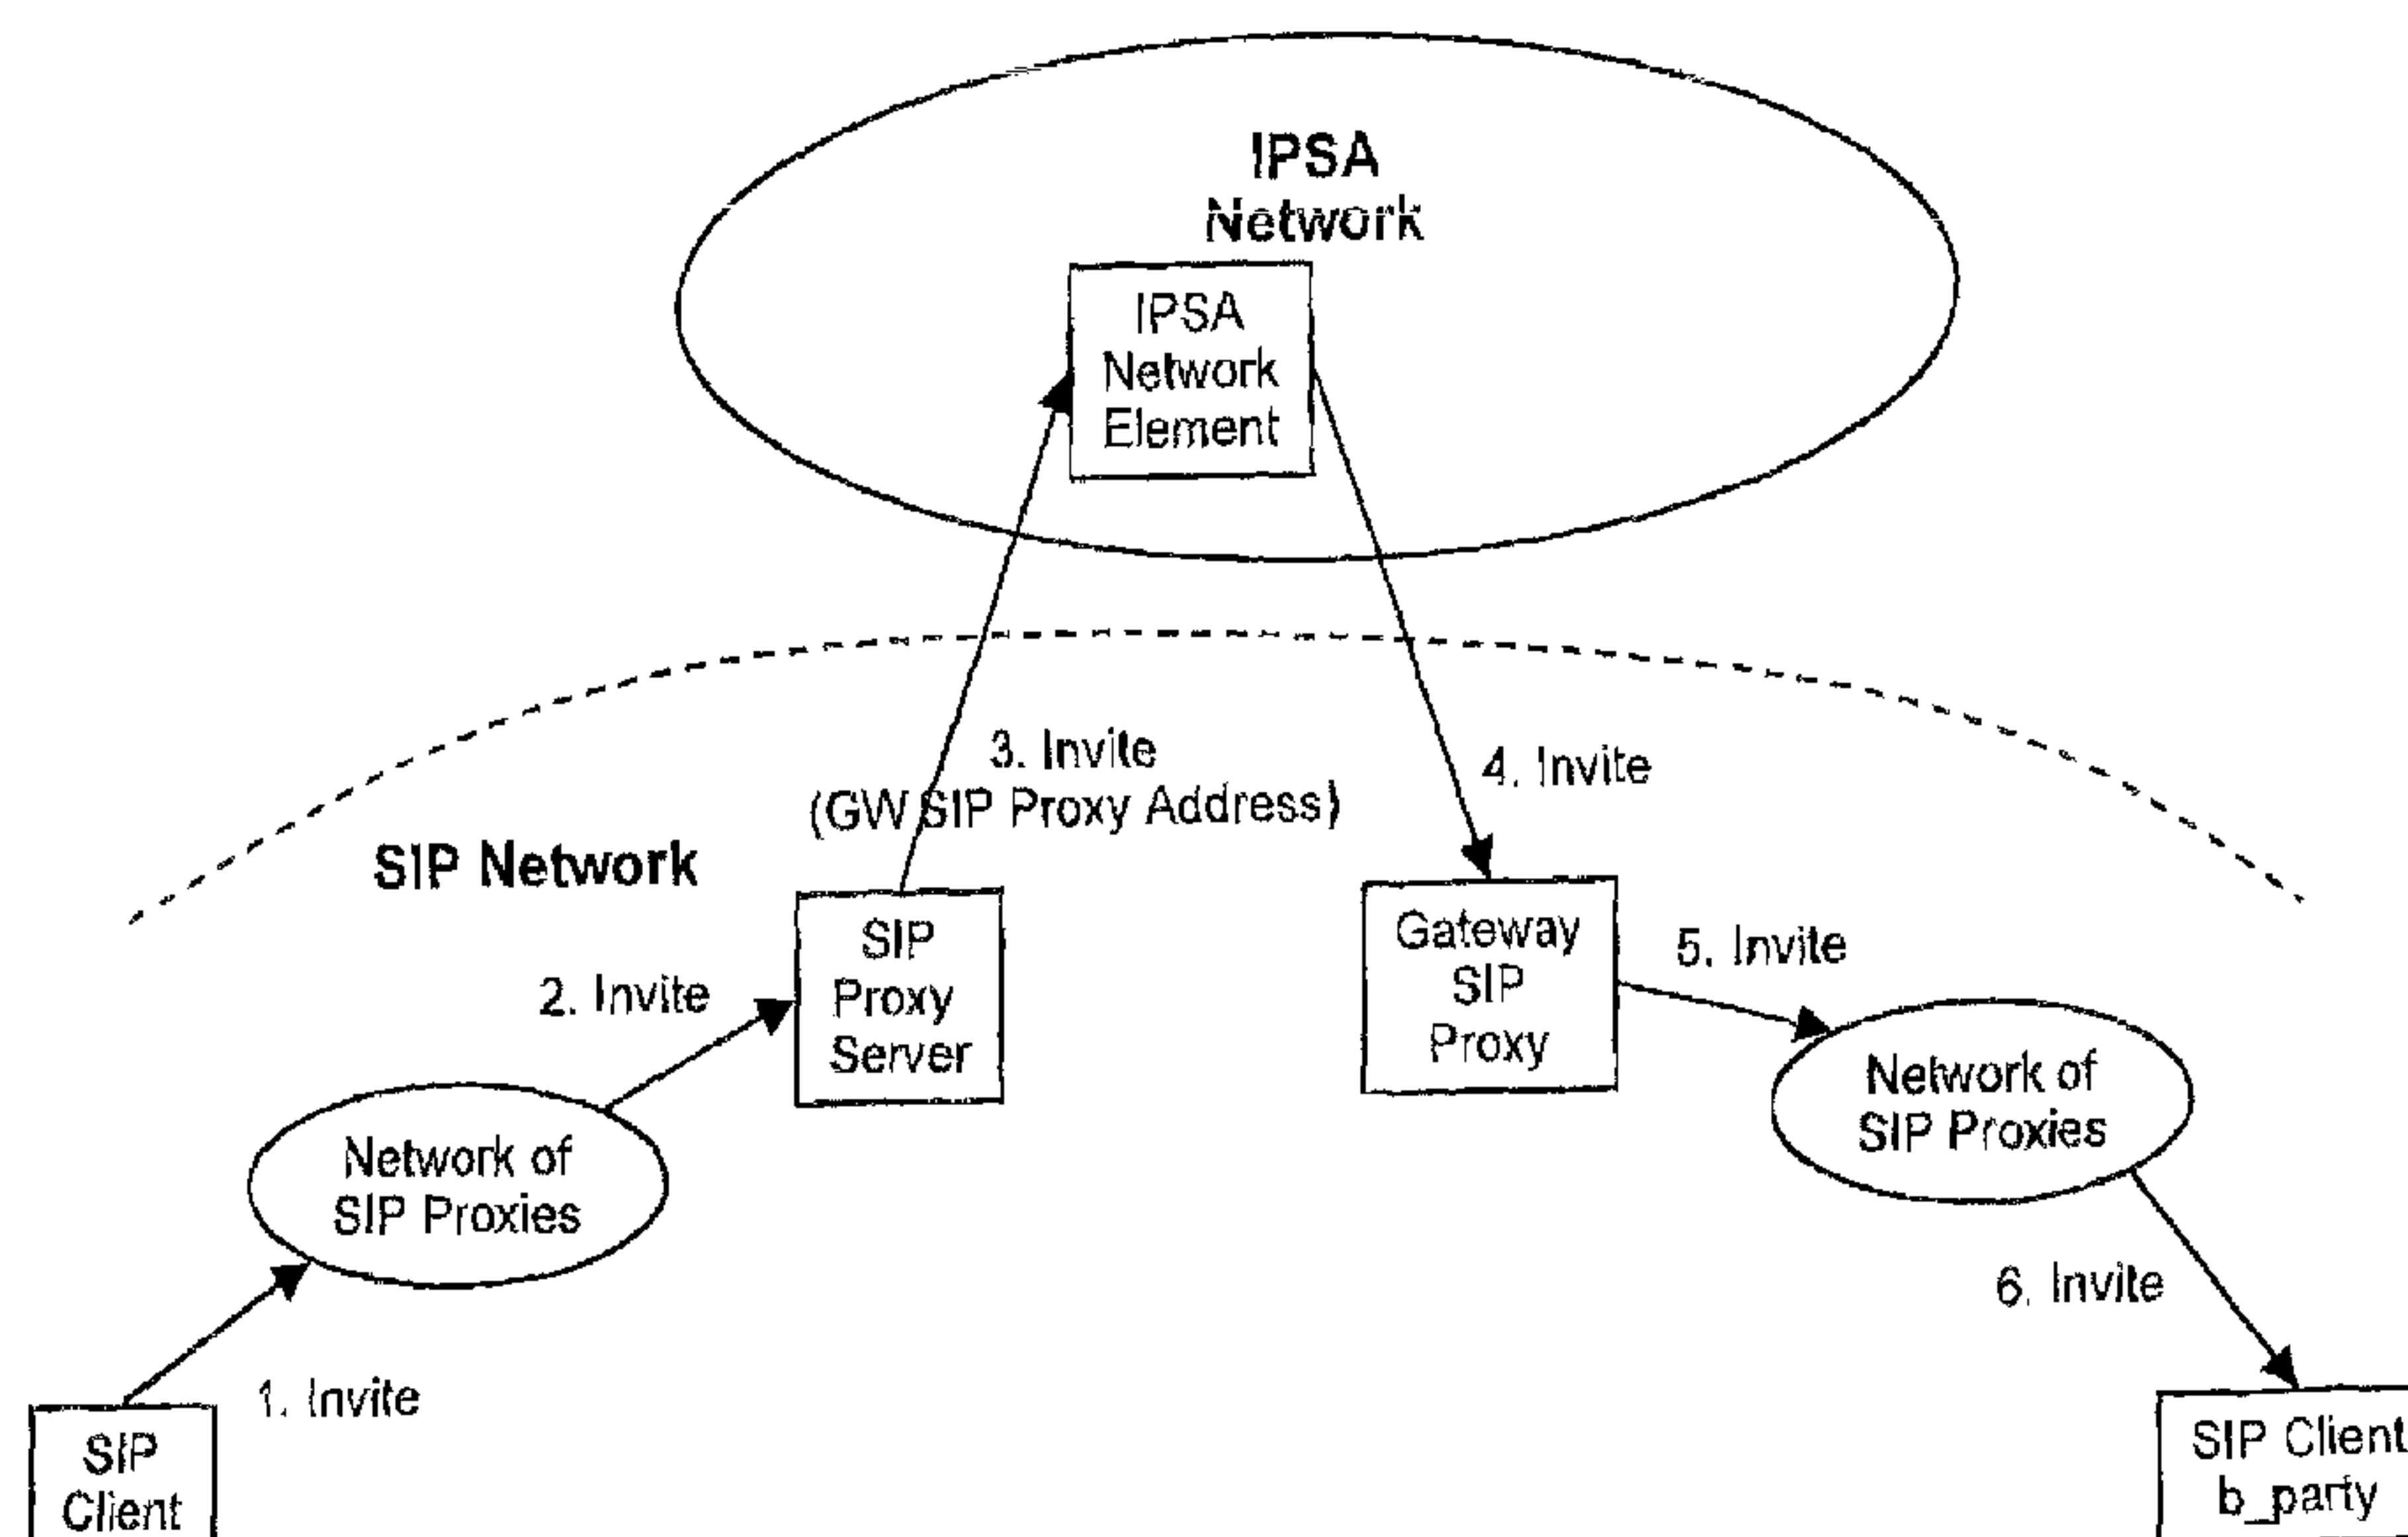 IPSA
Network
IPSA
Network
Element
3. Invite
(GW SIP Proxy Address)
4. Invite
SIP Network
SIP
Proxy
Server
Gateway
SIP
Proxy
2. Invite
5. Invite
Network of
SIP Proxies
Network of
SIP Proxies
1. Invite
6. Invite
SIP
Client
SIP Client
b_party